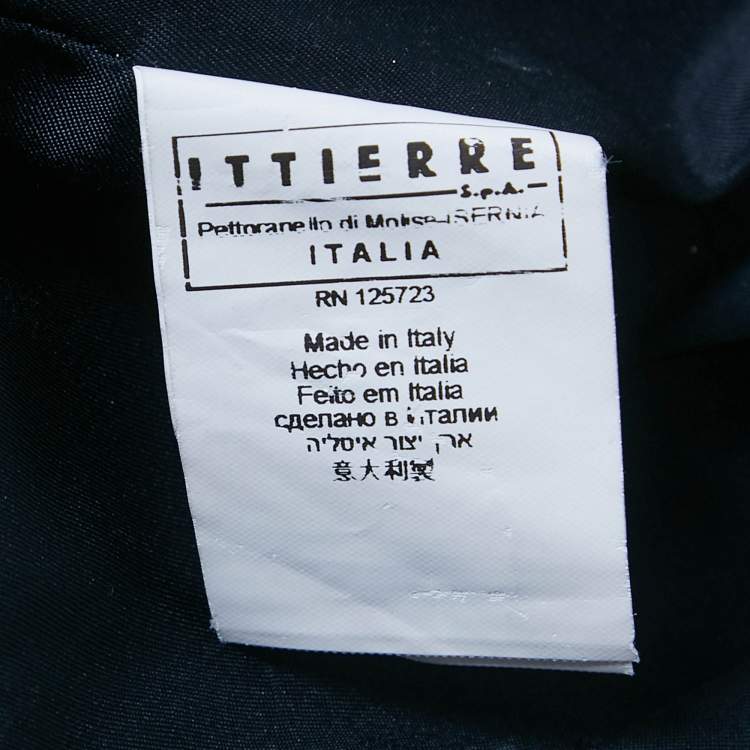 ITTIERRE
S.p.A.
Pettoranello di Molise-ISERNIA
ITALIA
RN 125723
Made in Italy
Hecho en Italia
Feito em Italia
сделано в италии
ארץ יצור איטליה
意大利製